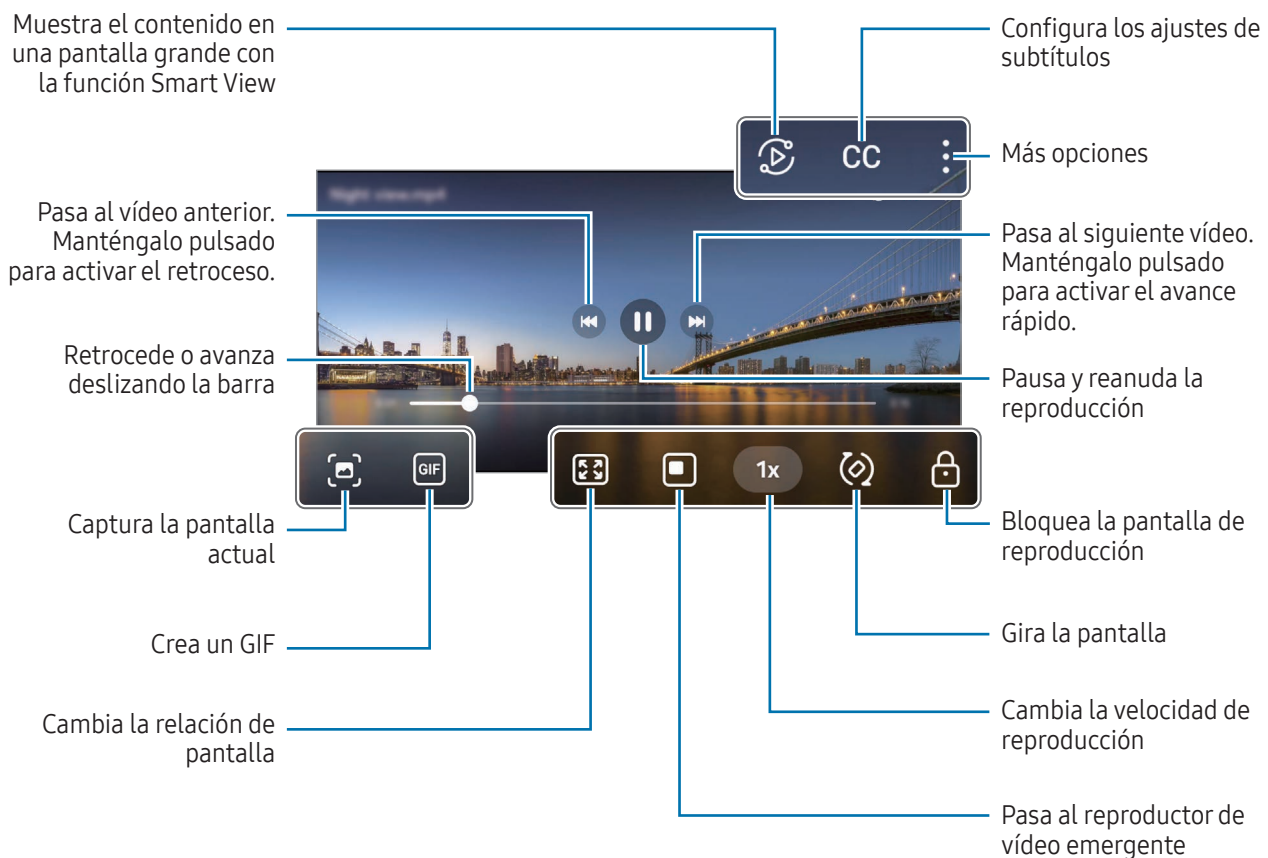 Muestra el contenido en
una pantalla grande con
la función Smart View
Configura los ajustes de
subtítulos
CC
Más opciones
Night view.mp4
Pasa al vídeo anterior.
Manténgalo pulsado
para activar el retroceso.
Pasa al siguiente vídeo.
Manténgalo pulsado
para activar el avance
rápido.
Retrocede o avanza
deslizando la barra
Pausa y reanuda la
reproducción
GIF
1x
Captura la pantalla
actual
Bloquea la pantalla de
reproducción
Crea un GIF
Gira la pantalla
Cambia la relación de
pantalla
Cambia la velocidad de
reproducción
Pasa al reproductor de
vídeo emergente